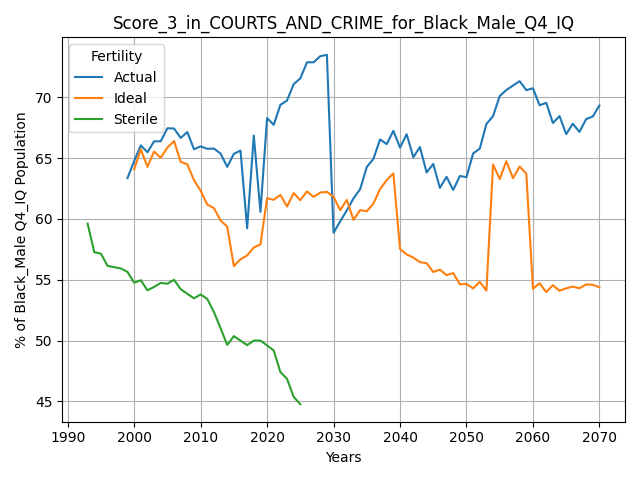 Score_3_in_COURTS_AND_CRIME_for_Black_Male_Q4_IQ
Fertility
Actual
Ideal
Sterile
% of Black_Male Q4_IQ Population
70
65
60
55
50
45
1990 2000 2010 2020 2030 2040 2050 2060 2070
Years